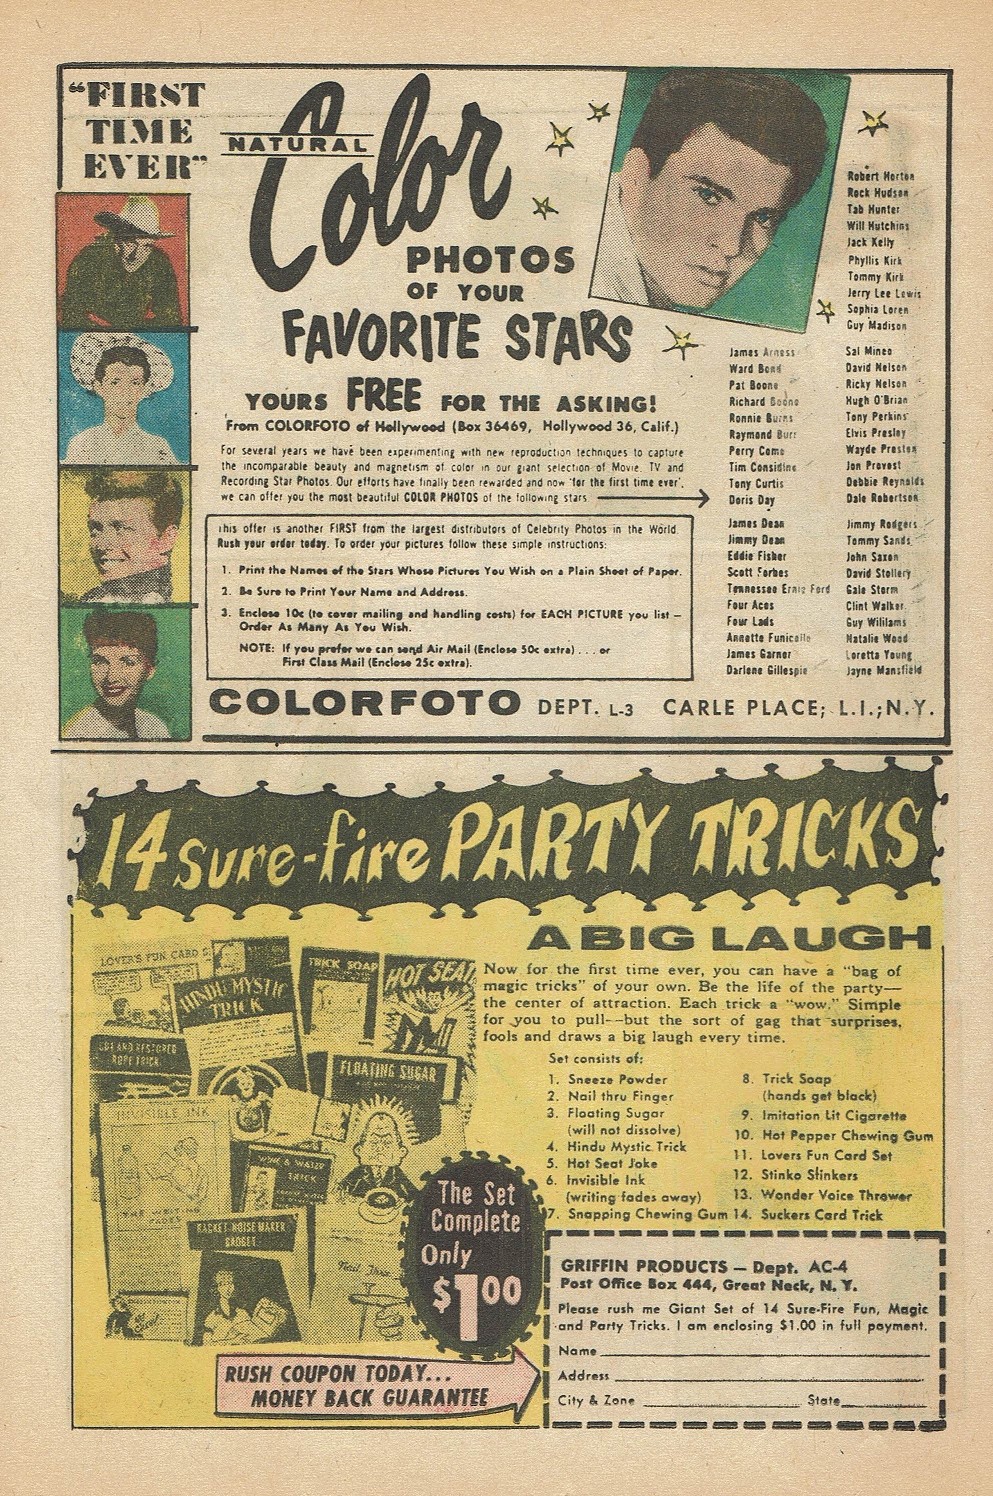 "FIRST
TIME
EVER"
NATURAL
Color
PHOTOS
OF YOUR
FAVORITE STARS
YOURS FREE FOR THE ASKING!
From COLORFOTO of Hollywood (Box 36469, Hollywood 36, Calif.)
For several years we have been experimenting with new reproduction techniques to capture
the incomparable beauty and magnetism of color in our giant selection of Movie, TV and
Recording Star Photos. Our efforts have finally been rewarded and now 'for the first time ever',
we can offer you the most beautiful COLOR PHOTOS of the following stars
Robert Horton
Rock Hudson
Tab Hunter
Will Hutchins
Jack Kelly
Phyllis Kirk
Tommy Kirk
Jerry Lee Lewis
Sophia Loren
Guy Madison
James Arness
Ward Bond
Pat Boone
Richard Boone
Ronnie Burns
Raymond Burr
Perry Como
Tim Considine
Tony Curtis
Doris Day
Sal Mineo
David Nelson
Ricky Nelson
Hugh O'Brian
Tony Perkins
Elvis Presley
Wayde Preston
Jon Provost
Debbie Reynolds
Dale Robertson
James Dean
Jimmy Dean
Eddie Fisher
Scott Forbes
Tennessee Ernie Ford
Four Aces
Four Lads
Annette Funicello
James Garner
Darlene Gillespie
Jimmy Rodgers
Tommy Sands
John Saxon
David Stollery
Gale Storm
Clint Walker
Guy Williams
Natalie Wood
Loretta Young
Jayne Mansfield
This offer is another FIRST from the largest distributors of Celebrity Photos in the World.
Rush your order today. To order your pictures follow these simple instructions:
1. Print the Names of the Stars Whose Pictures You Wish on a Plain Sheet of Paper.
2. Be Sure to Print Your Name and Address.
3. Enclose 10c (to cover mailing and handling costs) for EACH PICTURE you list —
Order As Many As You Wish.
NOTE: If you prefer we can send Air Mail (Enclose 50c extra) . . . or
First Class Mail (Enclose 25c extra).
COLORFOTO DEPT. L-3 CARLE PLACE; L.I.;N.Y.
14 sure-fire PARTY TRICKS
A BIG LAUGH
Now for the first time ever, you can have a "bag of
magic tricks" of your own. Be the life of the party—
the center of attraction. Each trick a "wow." Simple
for you to pull--but the sort of gag that surprises,
fools and draws a big laugh every time.
Set consists of:
1. Sneeze Powder
2. Nail thru Finger
3. Floating Sugar
(will not dissolve)
4. Hindu Mystic Trick
5. Hot Seat Joke
6. Invisible Ink
(writing fades away)
7. Snapping Chewing Gum
8. Trick Soap
(hands get black)
9. Imitation Lit Cigarette
10. Hot Pepper Chewing Gum
11. Lovers Fun Card Set
12. Stinko Stinkers
13. Wonder Voice Thrower
14. Suckers Card Trick
LOVER'S FUN CARD S
HINDU MYSTIC
TRICK
TRICK SOAP
HOT SEAT
CUT AND RESTORED
ROPE TRICK
FLOATING SUGAR
INVISIBLE INK
THE WRITING
FADES
WINE & WATER
TRICK
RACKET NOISE MAKER
GADGET
Nail Thru
The Set
Complete
Only
$1.00
RUSH COUPON TODAY...
MONEY BACK GUARANTEE
GRIFFIN PRODUCTS — Dept. AC-4
Post Office Box 444, Great Neck, N. Y.
Please rush me Giant Set of 14 Sure-Fire Fun, Magic
and Party Tricks. I am enclosing $1.00 in full payment.
Name
Address
City & Zone State